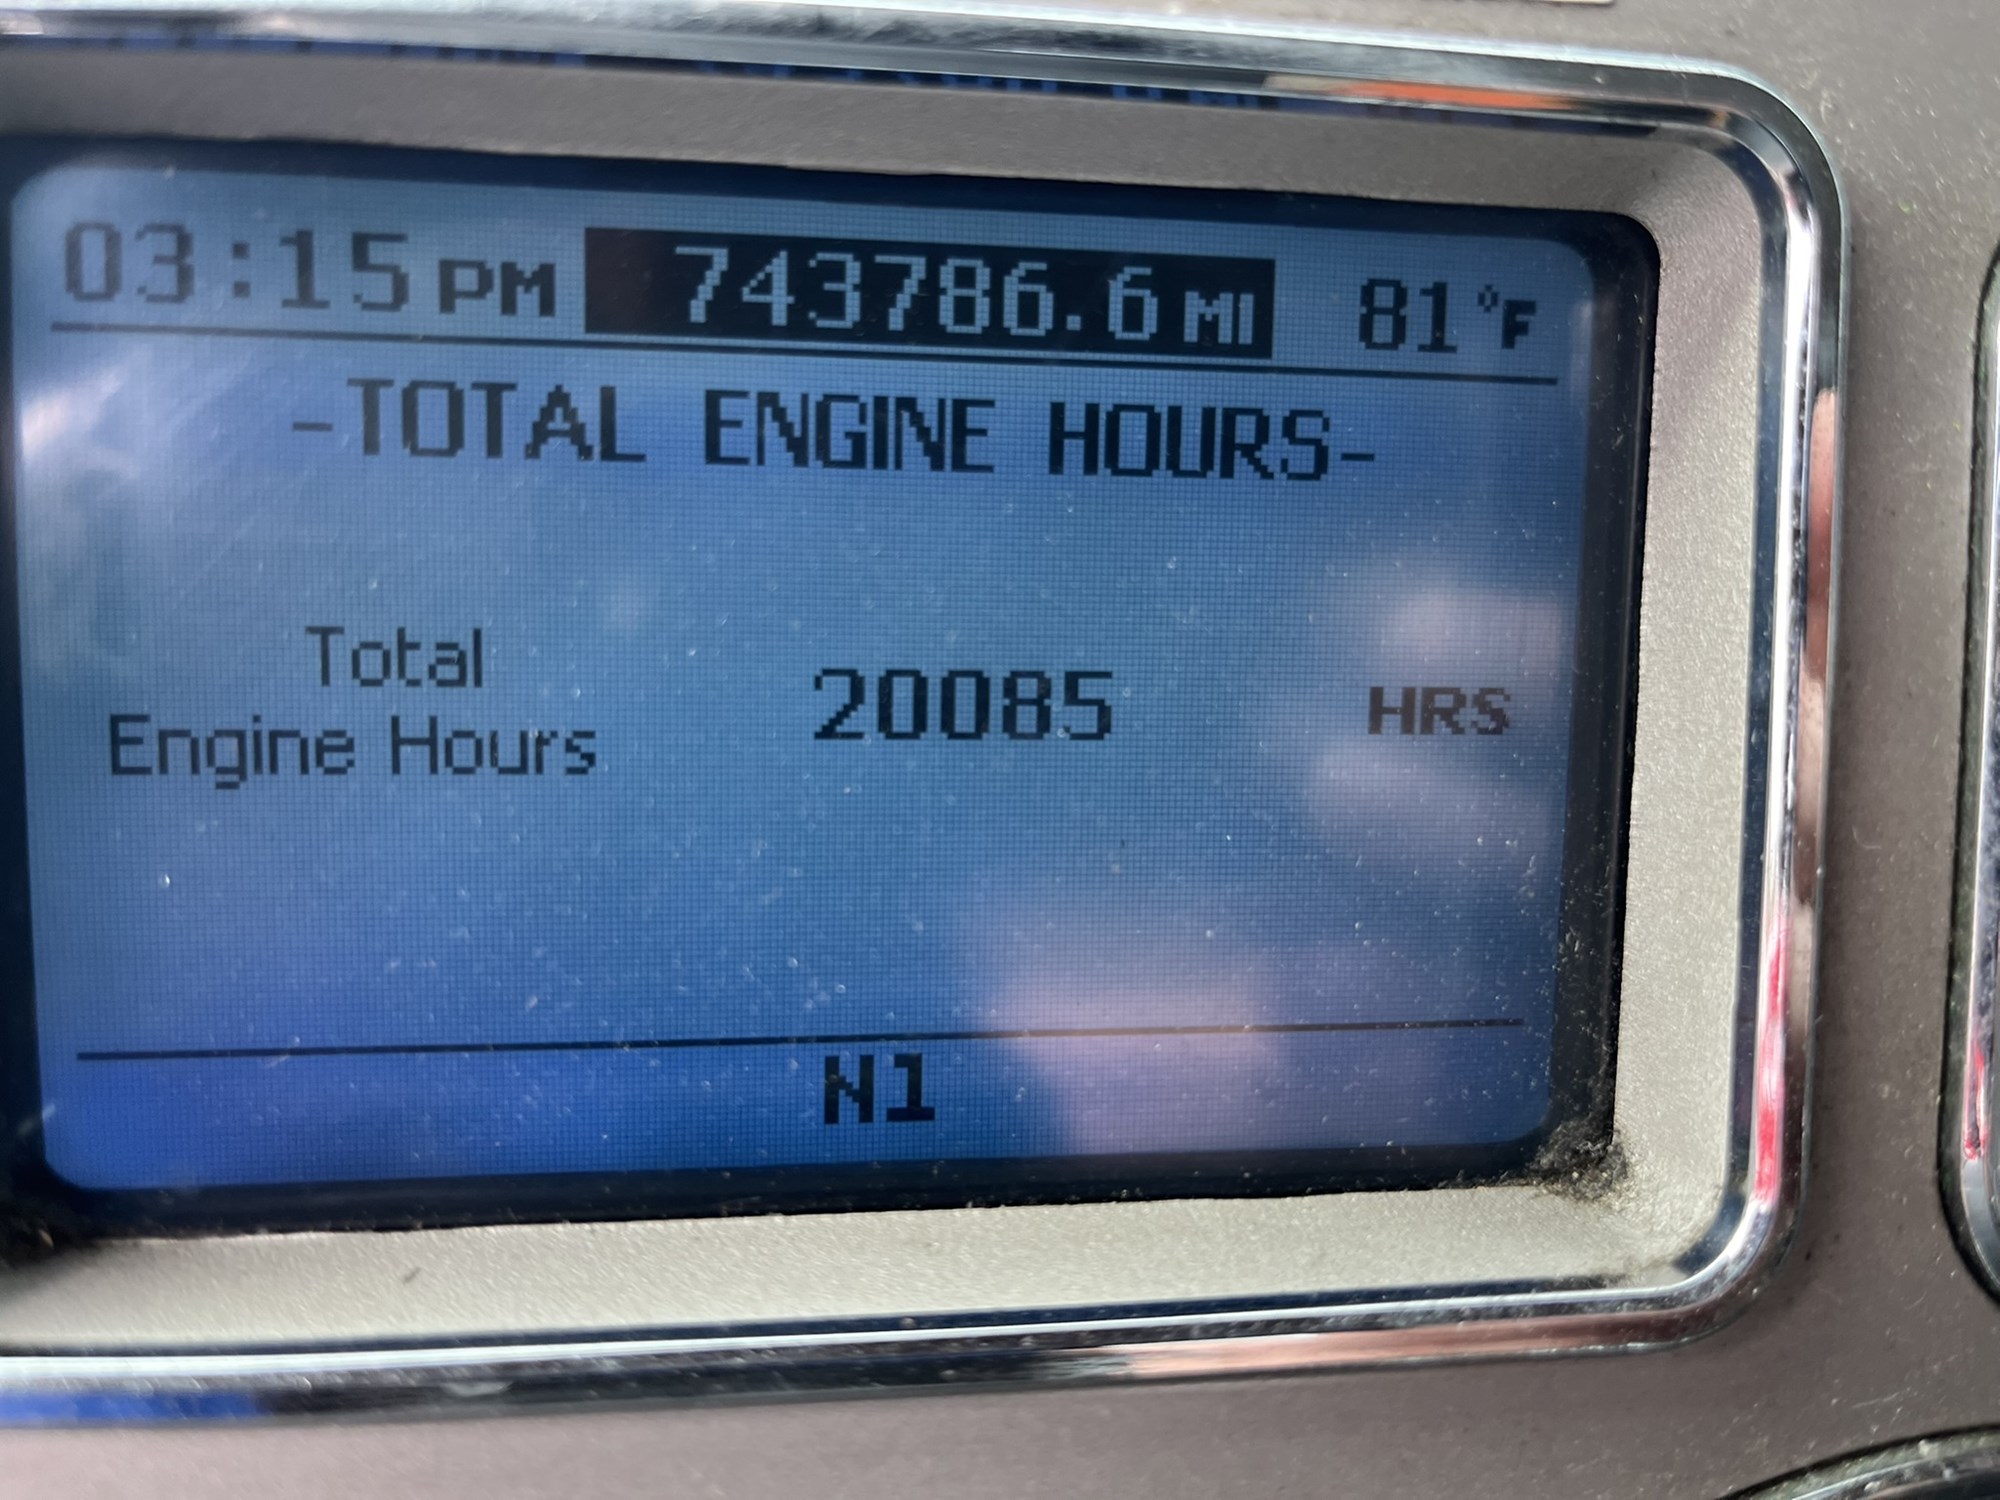 03:15 PM 743786.6 MI 81°F
-TOTAL ENGINE HOURS-
Total
Engine Hours 20085 HRS
N1